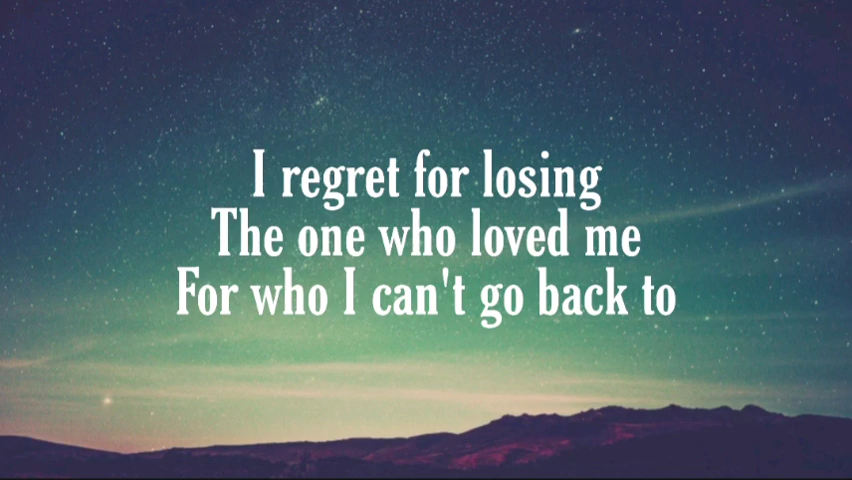 I regret for losing
The one who loved me
For who I can't go back to